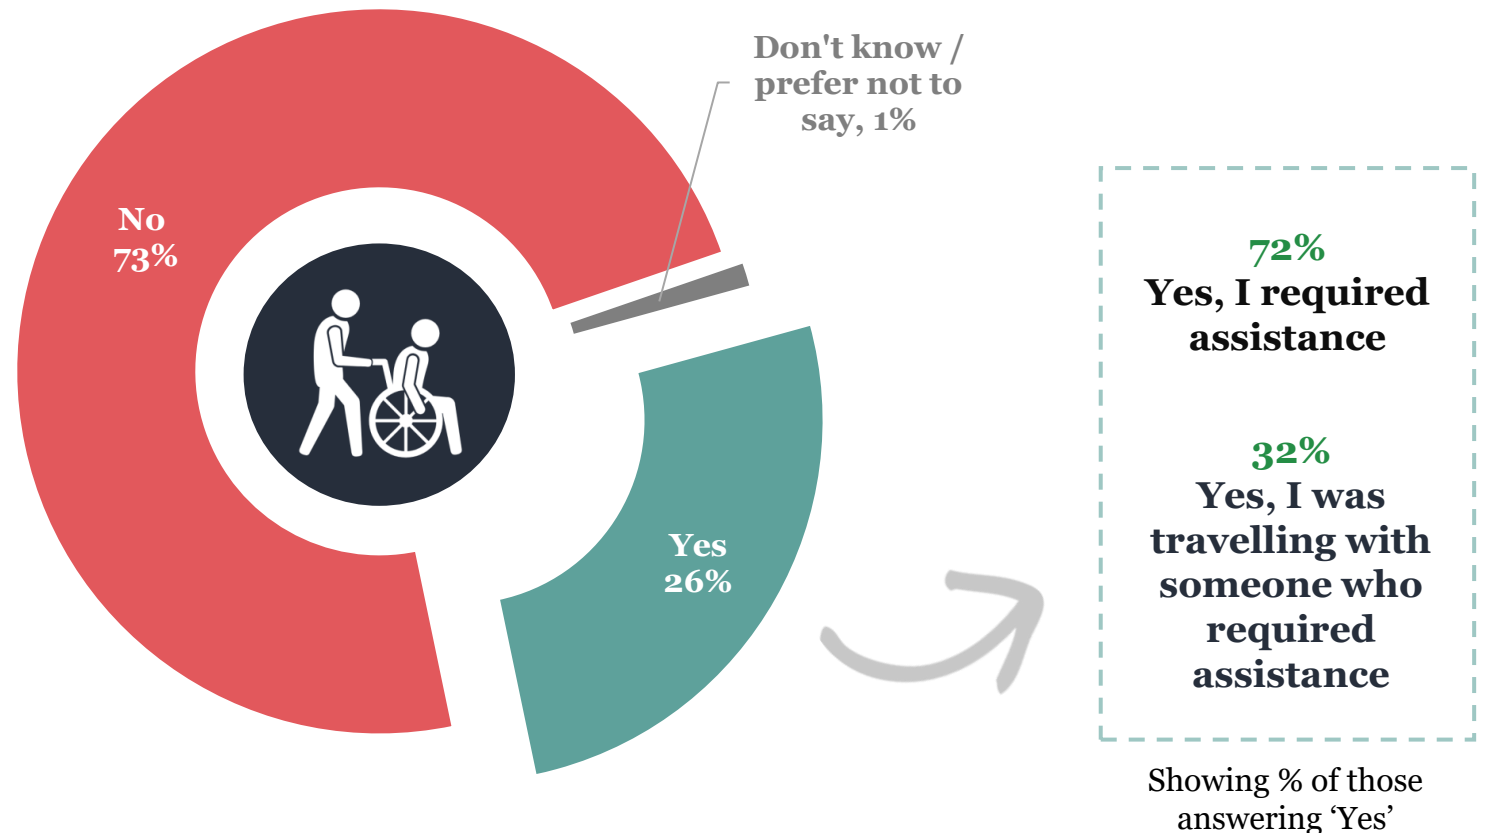 Don't know /
prefer not to
say, 1%
No
73%
Yes
26%
72%
Yes, I required
assistance
32%
Yes, I was
travelling with
someone who
required
assistance
Showing % of those
answering ‘Yes’